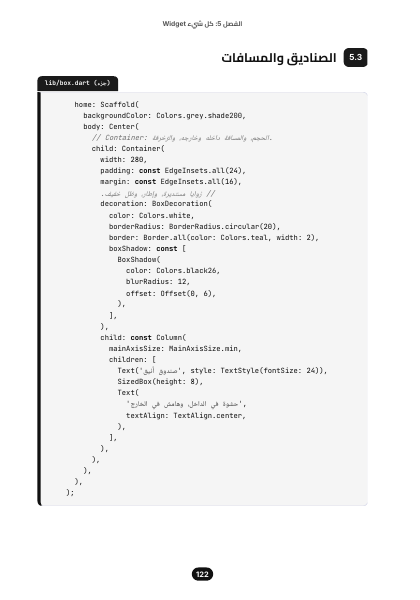 الفصل 5: كل شيء Widget
5.3 الصناديق والمسافات
lib/box.dart (جزء)
home: Scaffold(
backgroundColor: Colors.grey.shade200,
body: Center(
// Container: الحجم، والمسافة داخله وخارجه، والزخرفة.
child: Container(
width: 280,
padding: const EdgeInsets.all(24),
margin: const EdgeInsets.all(16),
// زوايا مستديرة، وإطار، وظل خفيف.
decoration: BoxDecoration(
color: Colors.white,
borderRadius: BorderRadius.circular(20),
border: Border.all(color: Colors.teal, width: 2),
boxShadow: const [
BoxShadow(
color: Colors.black26,
blurRadius: 12,
offset: Offset(0, 6),
),
],
),
child: const Column(
mainAxisSize: MainAxisSize.min,
children: [
Text('صندوق أنيق', style: TextStyle(fontSize: 24)),
SizedBox(height: 8),
Text(
'حشوة في الداخل، وهامش في الخارج',
textAlign: TextAlign.center,
),
],
),
),
),
),
);
122